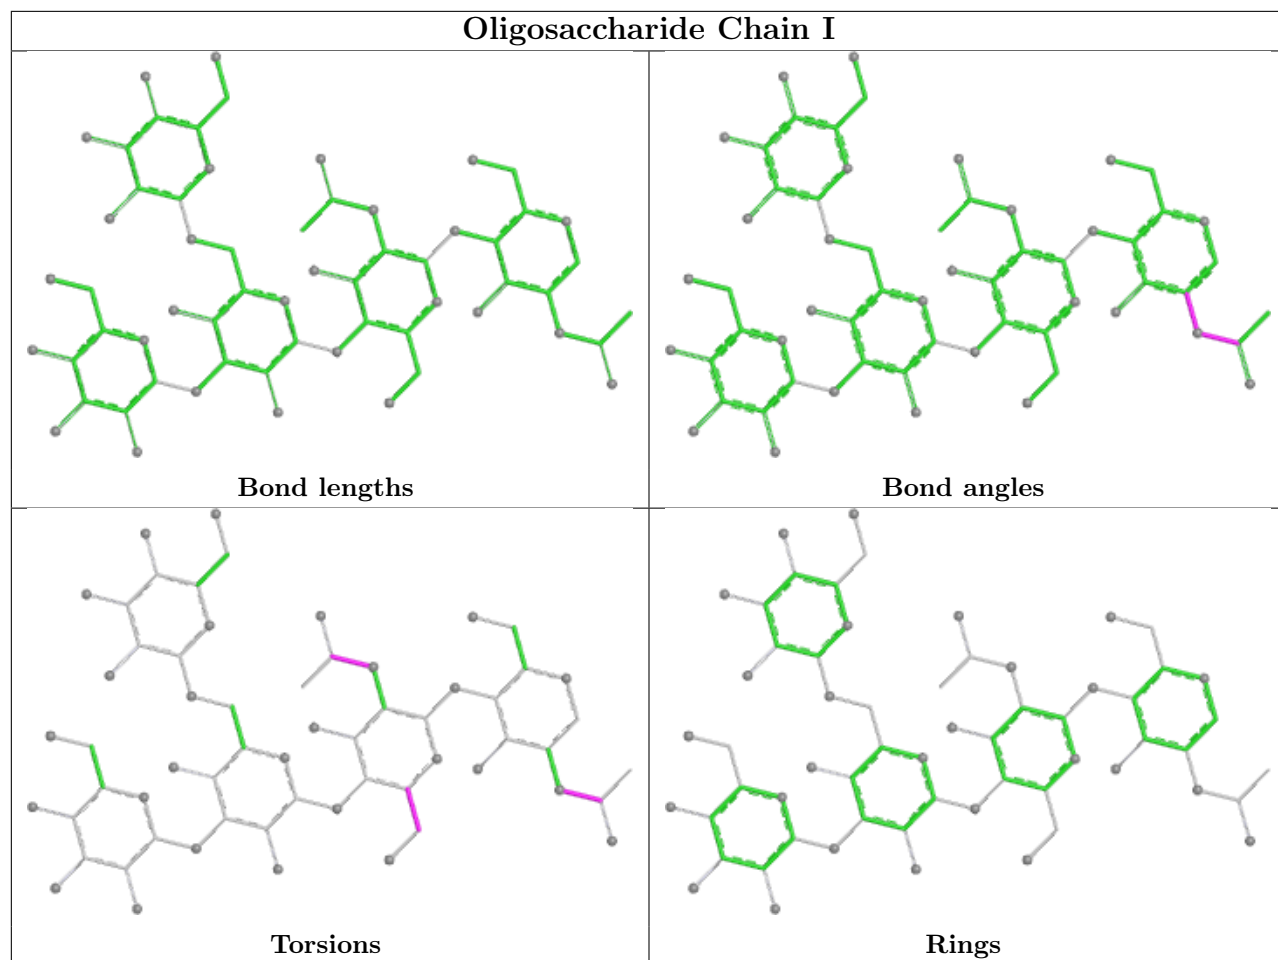 Oligosaccharide Chain I
Bond lengths
Bond angles
Torsions
Rings